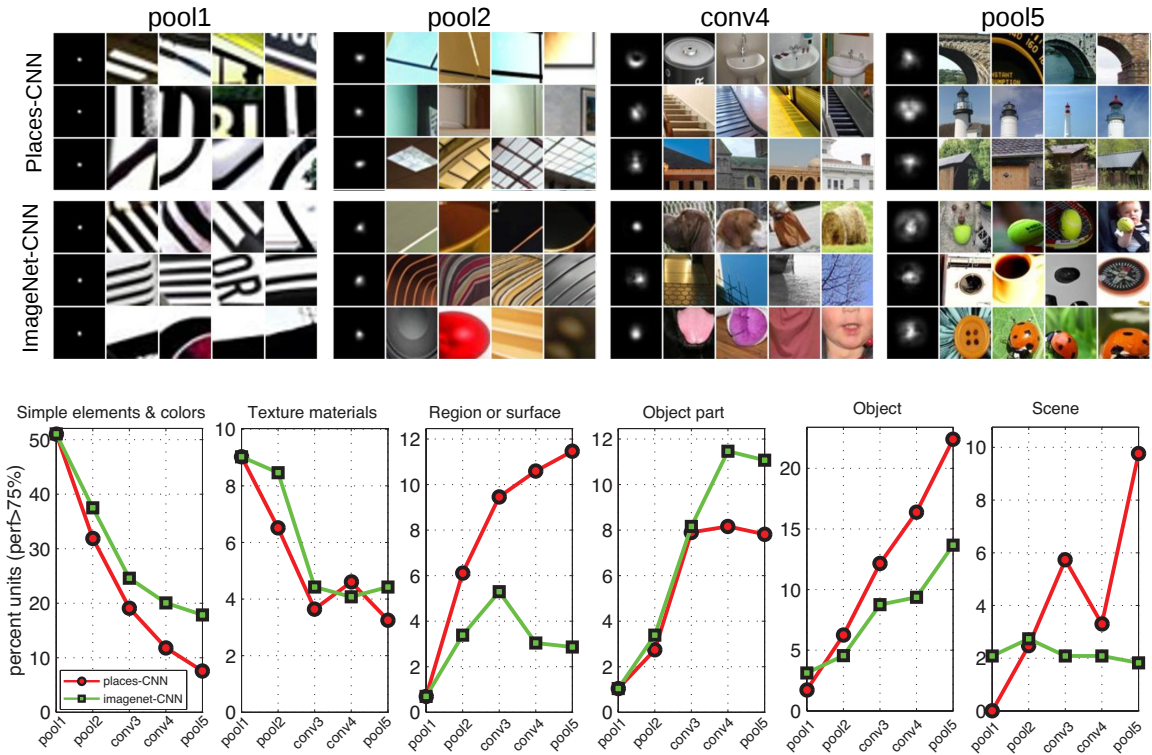 pool1 pool2 conv4 pool5
Places-CNN
ImageNet-CNN
Simple elements & colors Texture materials Region or surface Object part Object Scene
percent units (perf>75%)
50
40
30
20
10
0
10
8
6
4
2
0
12
10
8
6
4
2
0
12
10
8
6
4
2
0
20
15
10
5
0
10
8
6
4
2
0
places-CNN
imagenet-CNN
pool1 pool2 conv3 conv4 pool5
pool1 pool2 conv3 conv4 pool5
pool1 pool2 conv3 conv4 pool5
pool1 pool2 conv3 conv4 pool5
pool1 pool2 conv3 conv4 pool5
pool1 pool2 conv3 conv4 pool5